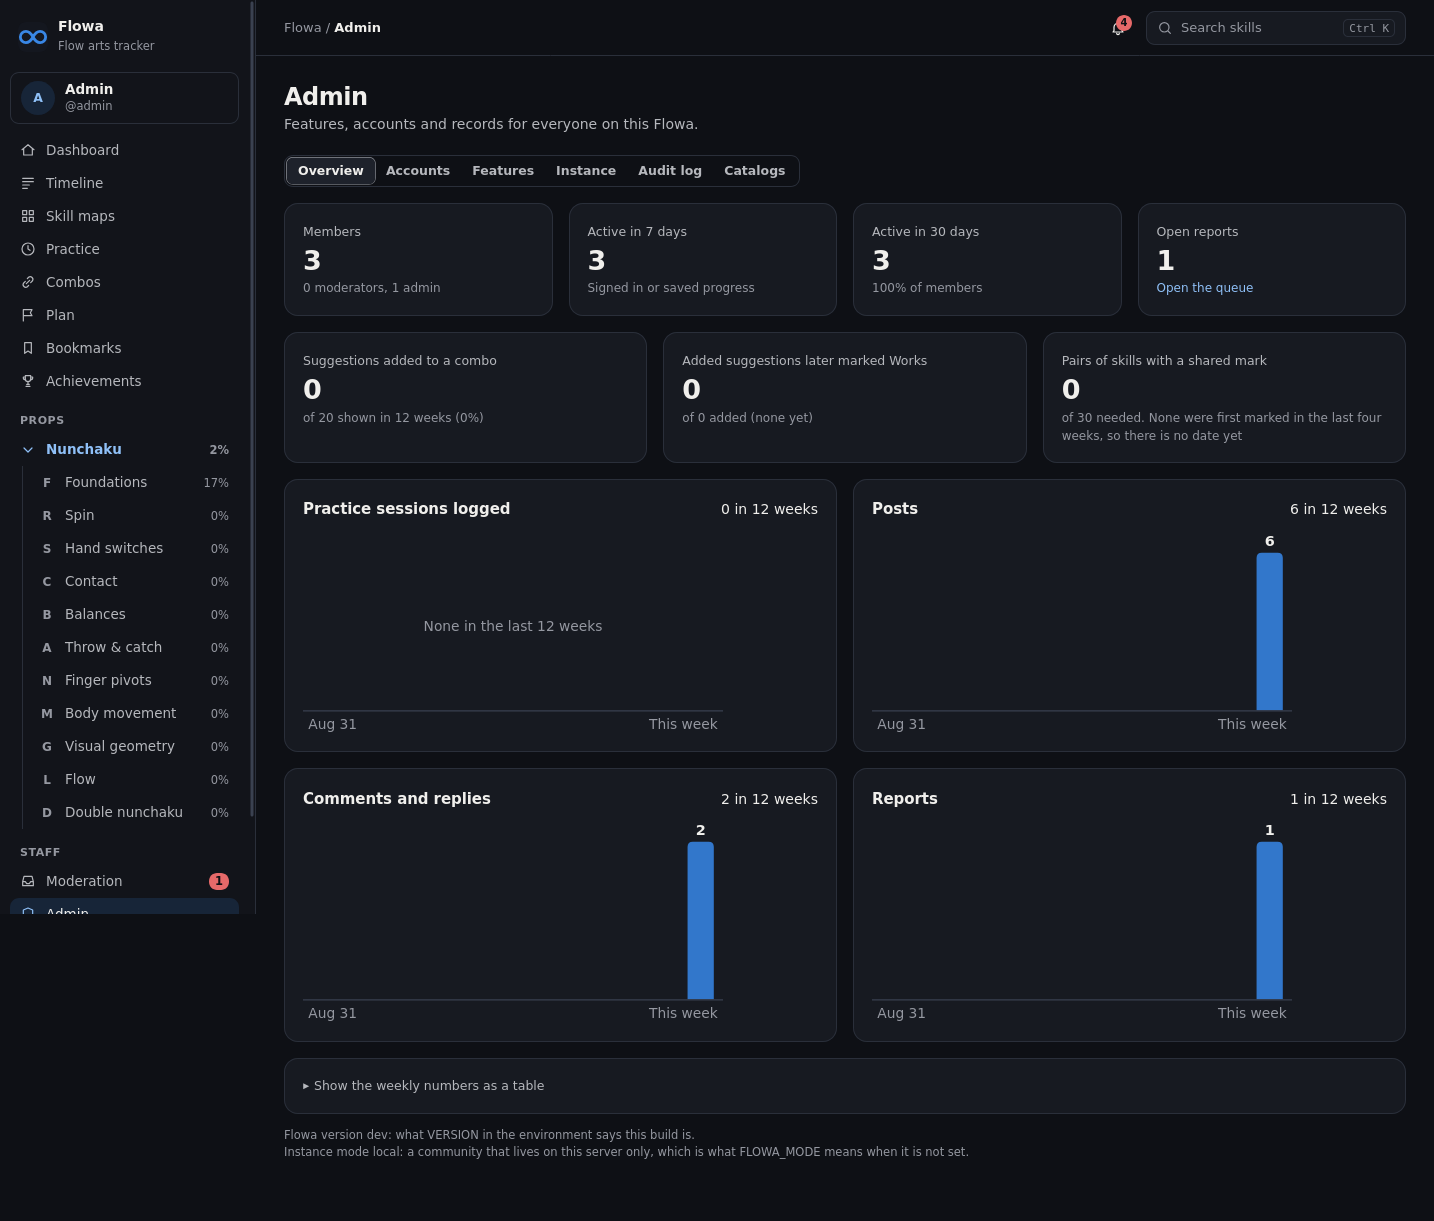 Flowa
Flow arts tracker
A
Admin
@admin
Dashboard
Timeline
Skill maps
Practice
Combos
Plan
Bookmarks
Achievements
PROPS
Nunchaku 2%
F Foundations 17%
R Spin 0%
S Hand switches 0%
C Contact 0%
B Balances 0%
A Throw & catch 0%
N Finger pivots 0%
M Body movement 0%
G Visual geometry 0%
L Flow 0%
D Double nunchaku 0%
STAFF
Moderation 1
Admin
Flowa / Admin
4
Search skills Ctrl K
Admin
Features, accounts and records for everyone on this Flowa.
Overview Accounts Features Instance Audit log Catalogs
Members
3
0 moderators, 1 admin
Active in 7 days
3
Signed in or saved progress
Active in 30 days
3
100% of members
Open reports
1
Open the queue
Suggestions added to a combo
0
of 20 shown in 12 weeks (0%)
Added suggestions later marked Works
0
of 0 added (none yet)
Pairs of skills with a shared mark
0
of 30 needed. None were first marked in the last four
weeks, so there is no date yet
Practice sessions logged 0 in 12 weeks
None in the last 12 weeks
Aug 31 This week
Posts 6 in 12 weeks
6
Aug 31 This week
Comments and replies 2 in 12 weeks
2
Aug 31 This week
Reports 1 in 12 weeks
1
Aug 31 This week
Show the weekly numbers as a table
Flowa version dev: what VERSION in the environment says this build is.
Instance mode local: a community that lives on this server only, which is what FLOWA_MODE means when it is not set.